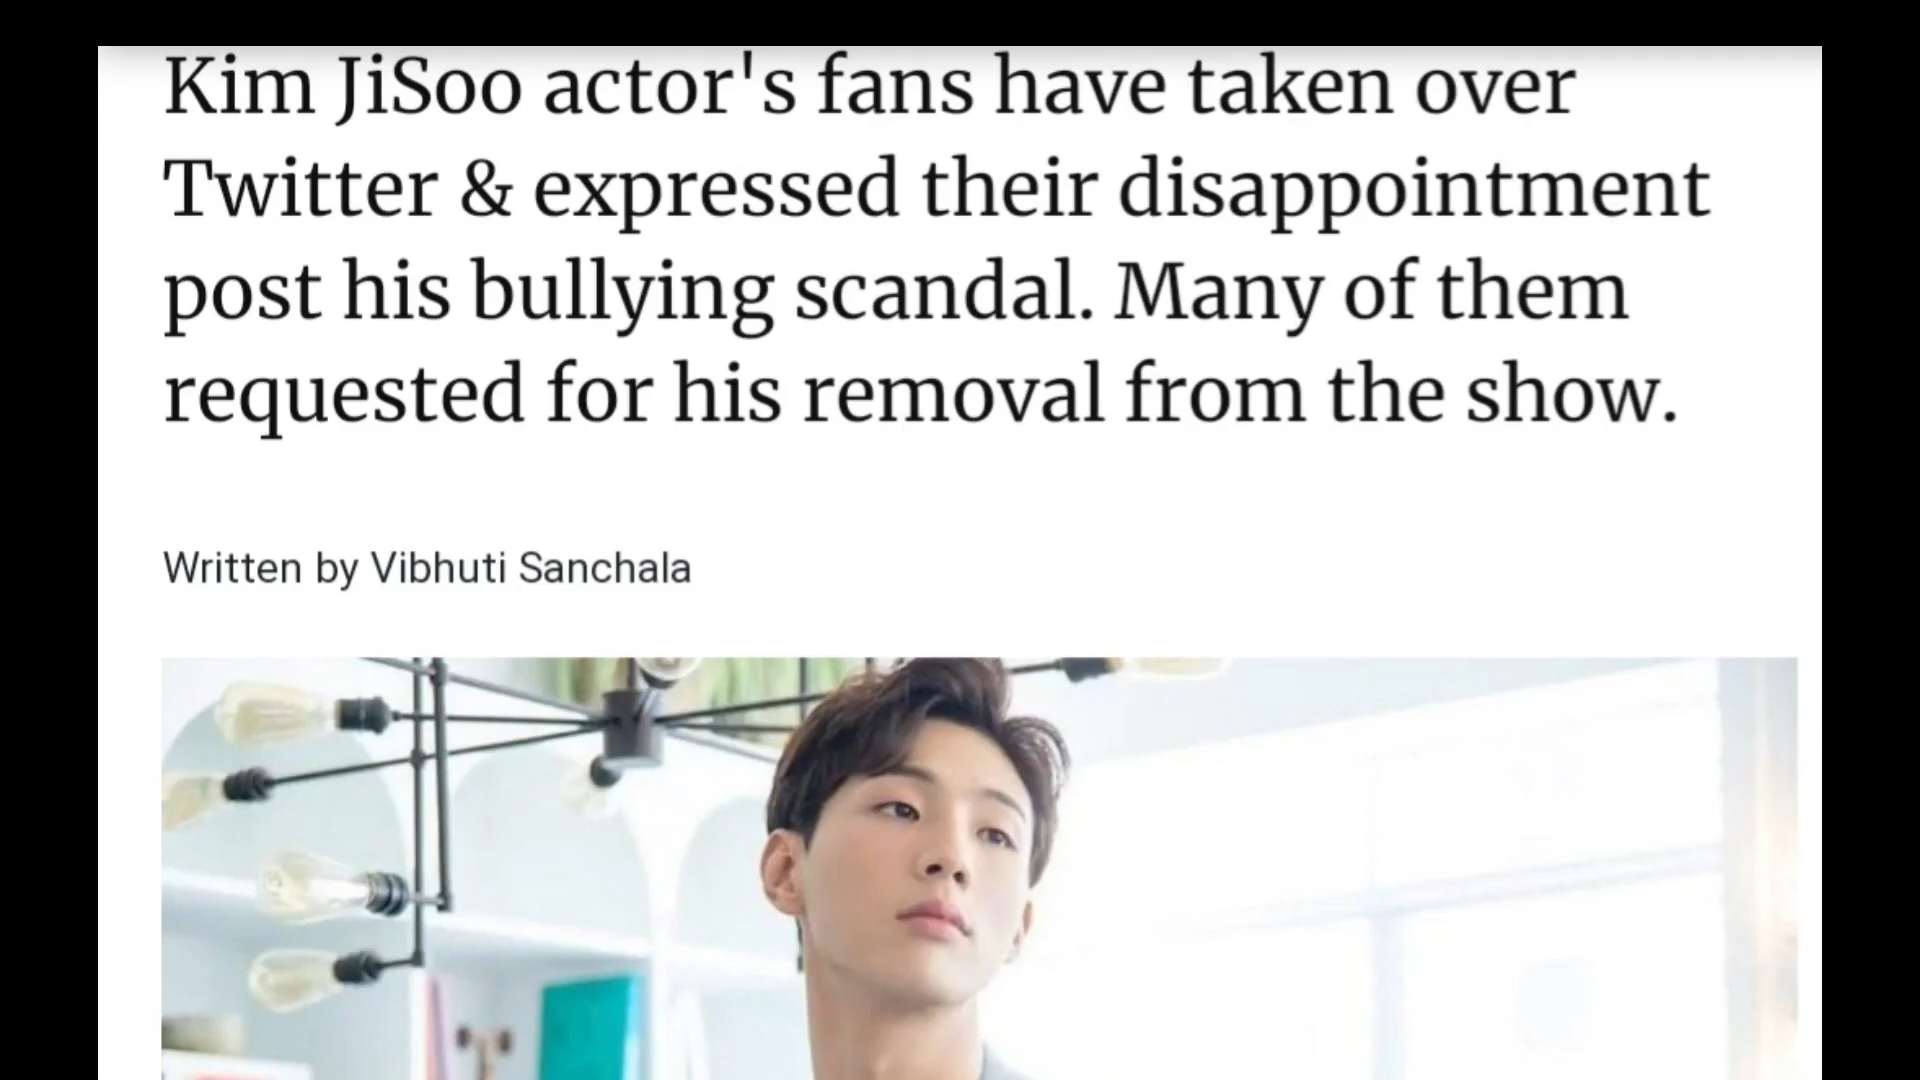 Kim JiSoo actor's fans have taken over
Twitter & expressed their disappointment
post his bullying scandal. Many of them
requested for his removal from the show.
Written by Vibhuti Sanchala